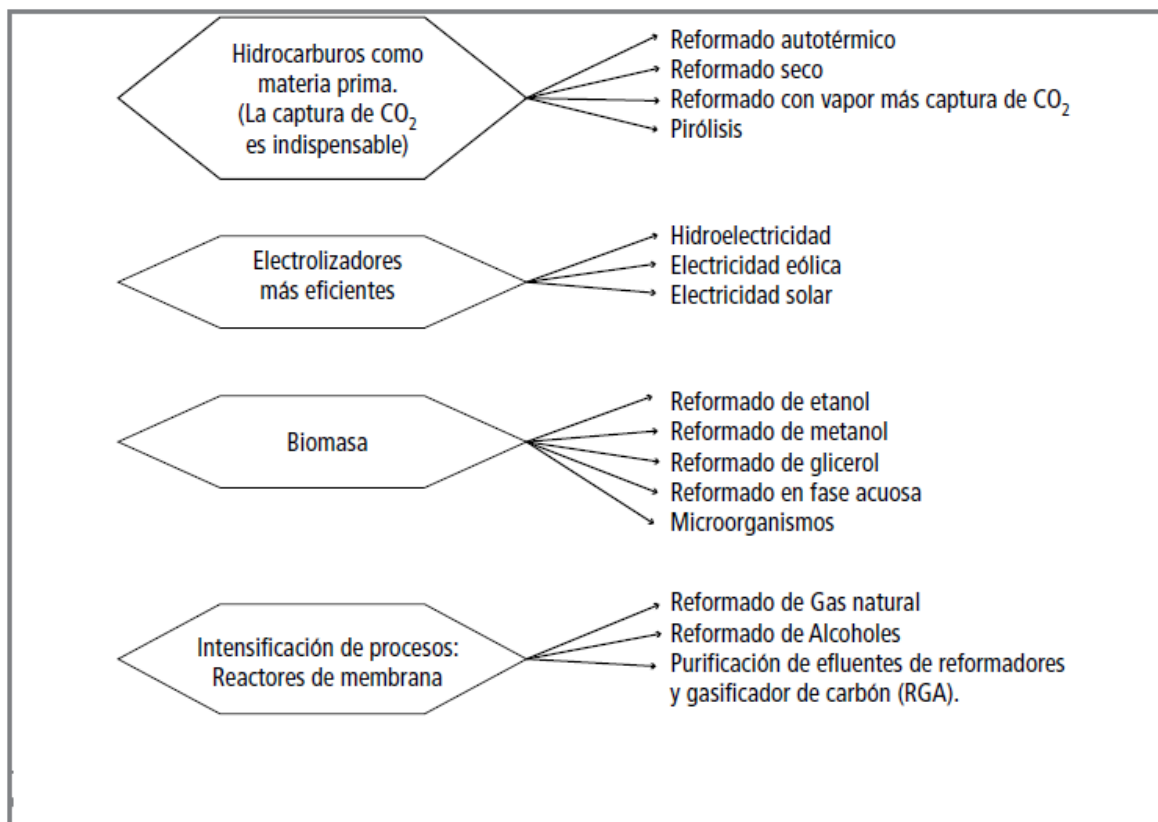 Hidrocarburos como
materia prima.
(La captura de CO₂
es indispensable)
Reformado autotérmico
Reformado seco
Reformado con vapor más captura de CO₂
Pirólisis
Electrolizadores
más eficientes
Hidroelectricidad
Electricidad eólica
Electricidad solar
Biomasa
Reformado de etanol
Reformado de metanol
Reformado de glicerol
Reformado en fase acuosa
Microorganismos
Intensificación de procesos:
Reactores de membrana
Reformado de Gas natural
Reformado de Alcoholes
Purificación de efluentes de reformadores
y gasificador de carbón (RGA).